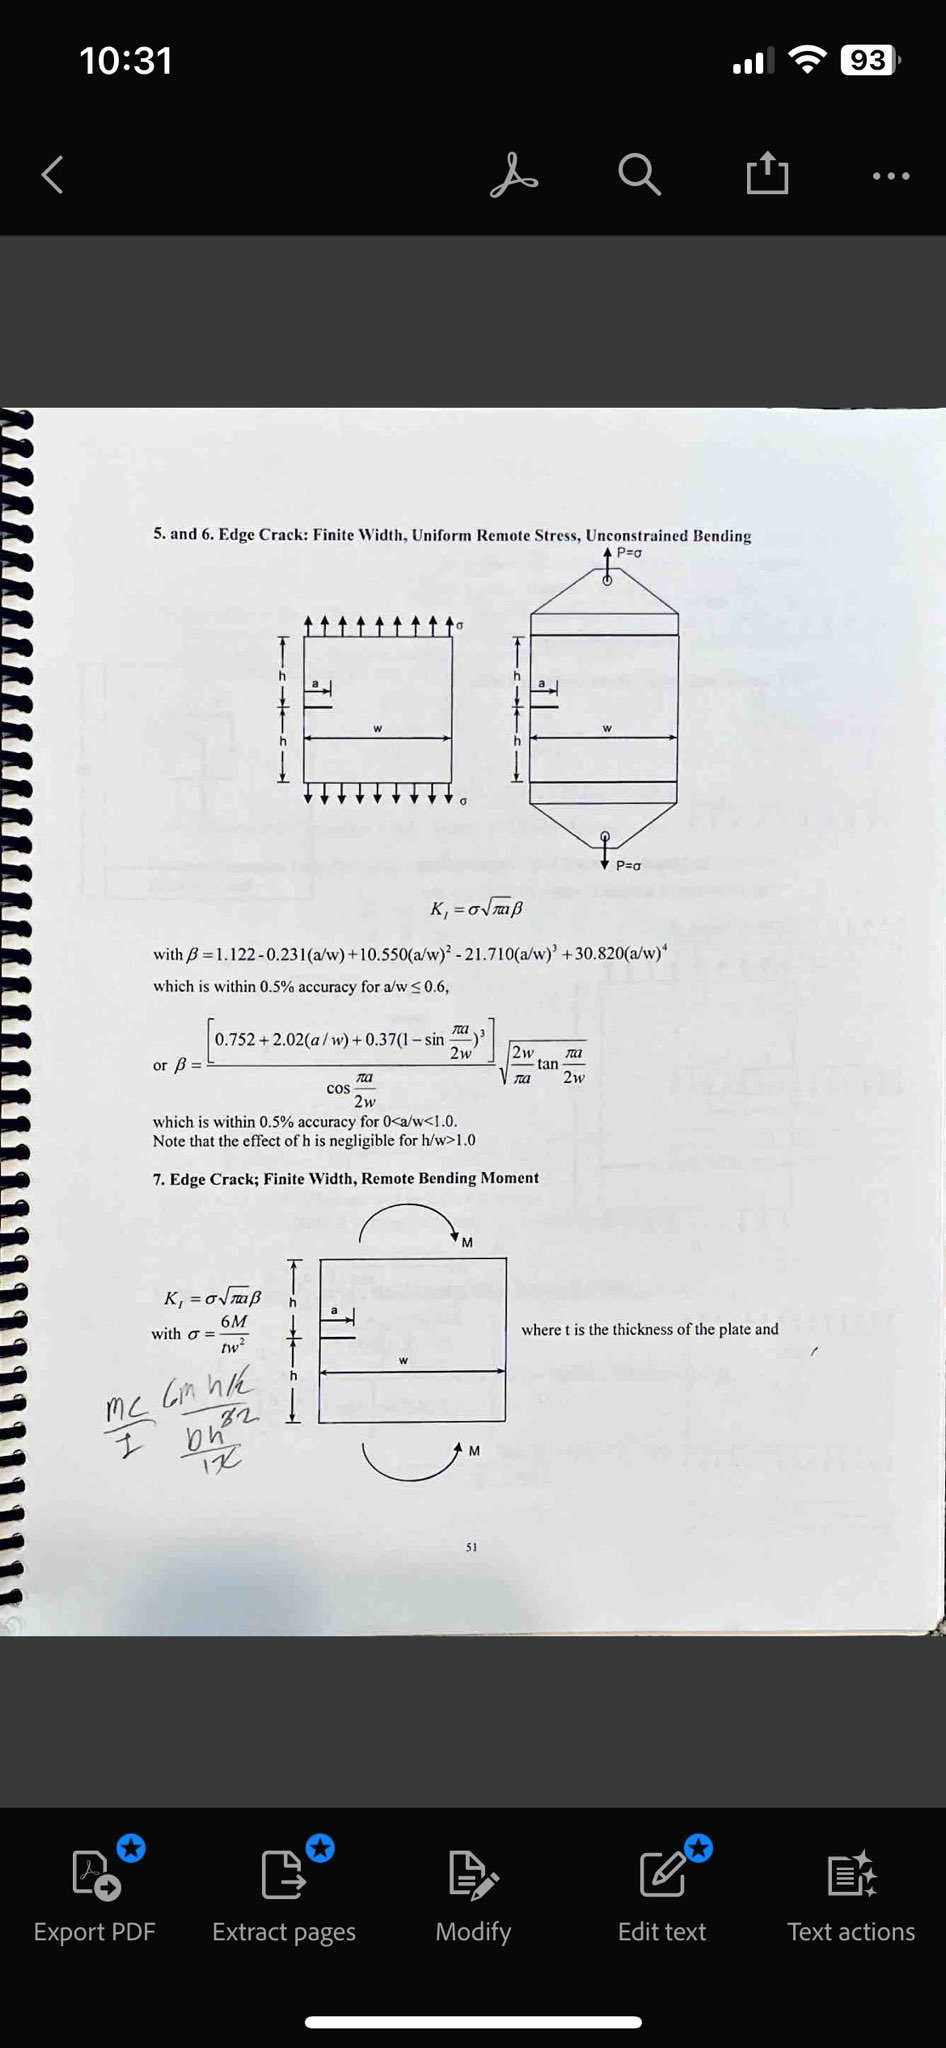 10:31
93
5. and 6. Edge Crack: Finite Width, Uniform Remote Stress, Unconstrained Bending
P=σ
σ
h
a
w
h
σ
h
a
w
h
P=σ
K_I = σ√πa β
with β = 1.122 - 0.231(a/w) + 10.550(a/w)² - 21.710(a/w)³ + 30.820(a/w)⁴
which is within 0.5% accuracy for a/w ≤ 0.6,
or β = [0.752 + 2.02(a/w) + 0.37(1 – sin πa/2w)³] / cos πa/2w √(2w/πa tan πa/2w)
which is within 0.5% accuracy for 0<a/w<1.0.
Note that the effect of h is negligible for h/w>1.0
7. Edge Crack; Finite Width, Remote Bending Moment
M
K_I = σ√πa β
with σ = 6M/tw²
h
a
w
h
where t is the thickness of the plate and
M
mc/I
51
Export PDF
Extract pages
Modify
Edit text
Text actions